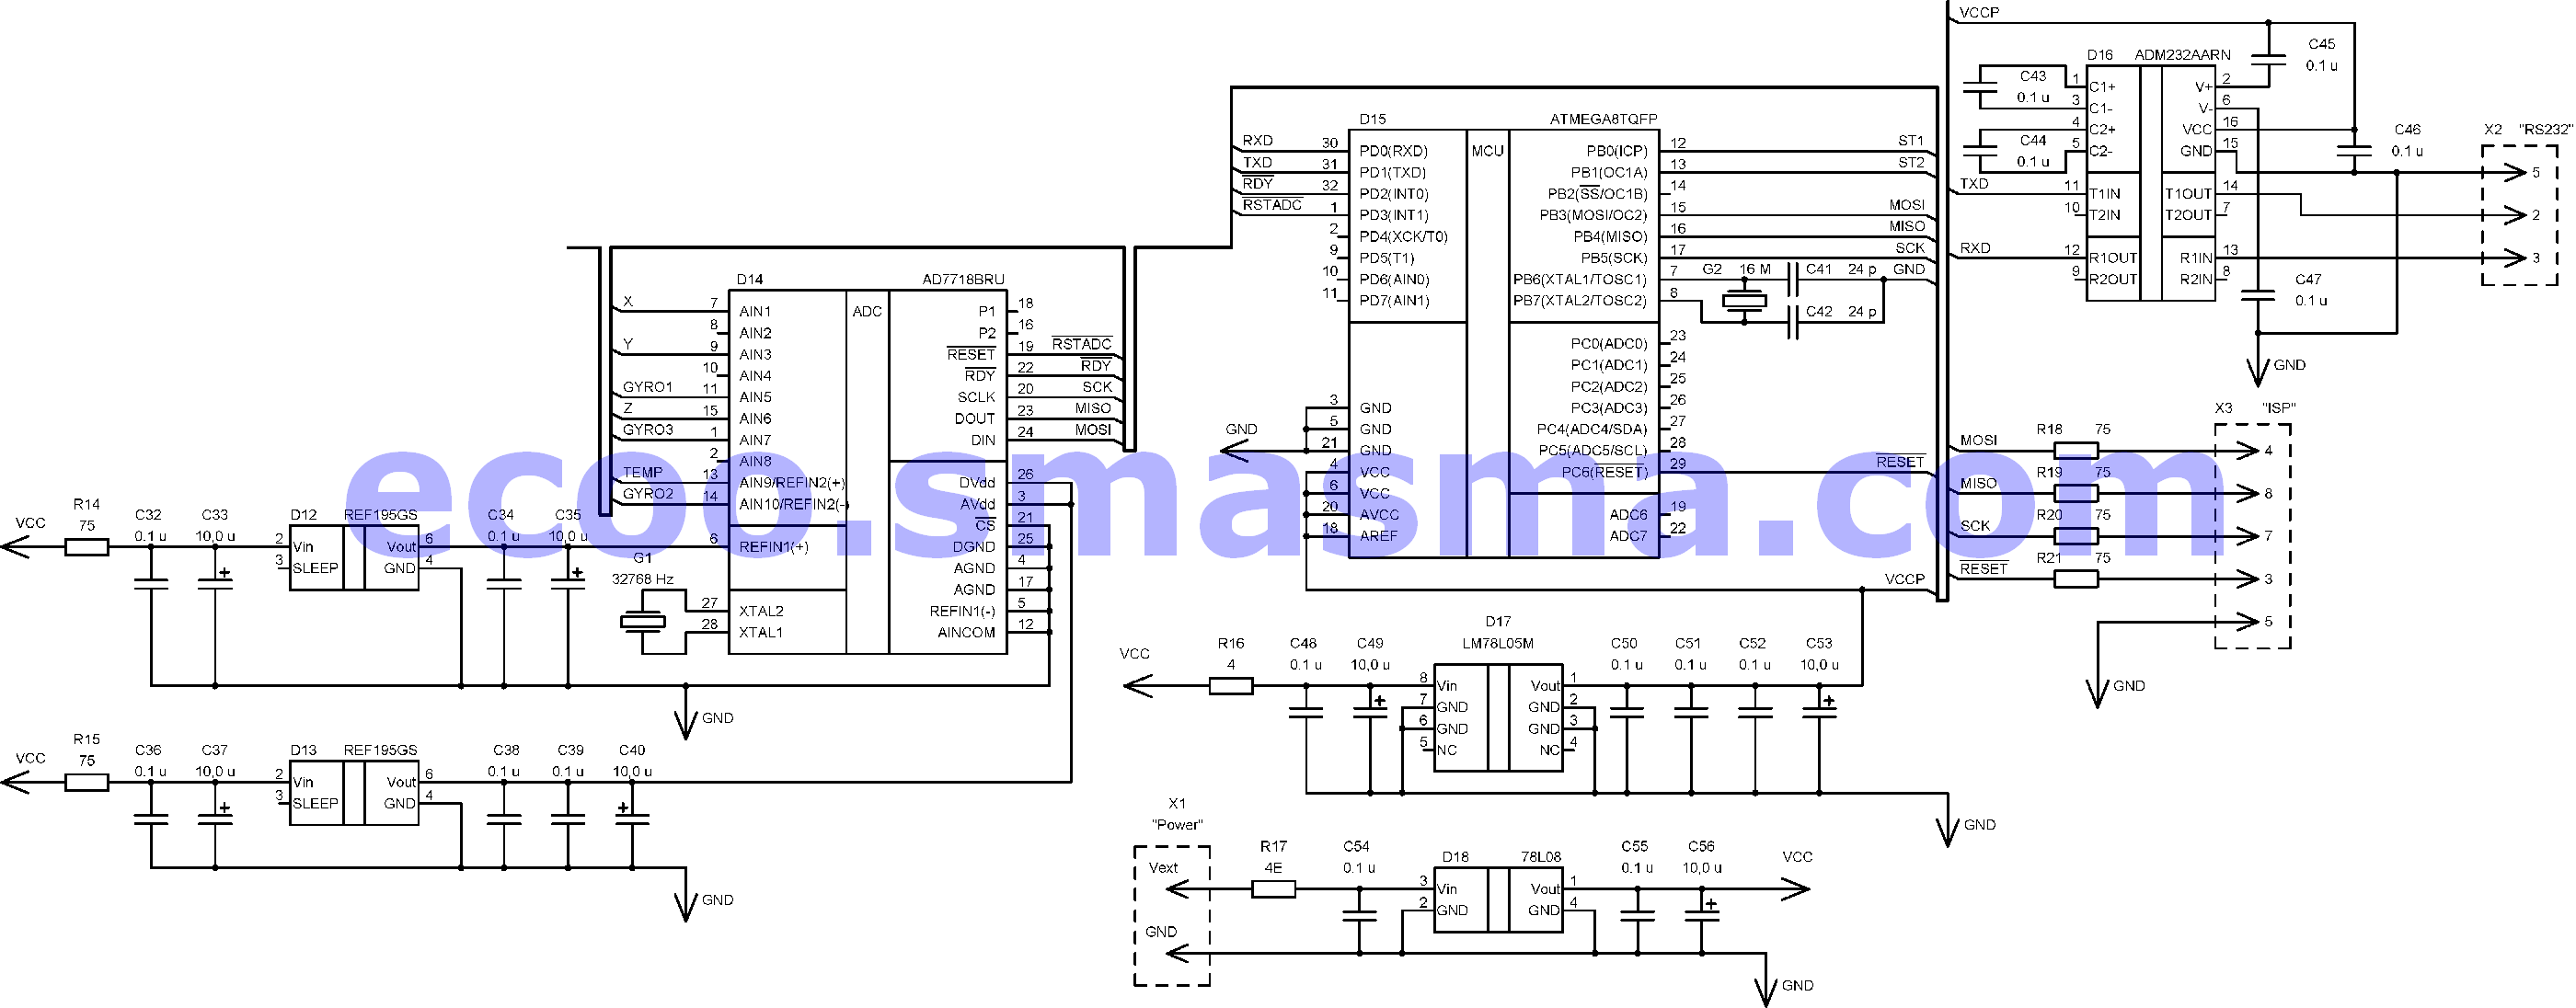 VCCP
D16 ADM232AARN
C45
0.1 u
C43
0.1 u
1 C1+
3 C1-
4 C2+
5 C2-
C44
0.1 u
V+ 2
V- 6
VCC 16
GND 15
TXD 11 T1IN
10 T2IN
T1OUT 14
T2OUT 7
RXD 12 R1OUT
9 R2OUT
R1IN 13
R2IN 8
C46
0.1 u
X2 "RS232"
5
2
3
C47
0.1 u
GND
D15 ATMEGA8TQFP
MCU
RXD 30 PD0(RXD)
TXD 31 PD1(TXD)
RDY 32 PD2(INT0)
RSTADC 1 PD3(INT1)
2 PD4(XCK/T0)
9 PD5(T1)
10 PD6(AIN0)
11 PD7(AIN1)
3 GND
5 GND
GND 21 GND
4 VCC
6 VCC
20 AVCC
18 AREF
PB0(ICP) 12 ST1
PB1(OC1A) 13 ST2
PB2(SS/OC1B) 14
PB3(MOSI/OC2) 15 MOSI
PB4(MISO) 16 MISO
PB5(SCK) 17 SCK
PB6(XTAL1/TOSC1) 7
PB7(XTAL2/TOSC2) 8
G2 16 M C41 24 p GND
C42 24 p
PC0(ADC0) 23
PC1(ADC1) 24
PC2(ADC2) 25
PC3(ADC3) 26
PC4(ADC4/SDA) 27
PC5(ADC5/SCL) 28
PC6(RESET) 29 RESET
ADC6 19
ADC7 22
VCCP
D14 AD7718BRU
ADC
X 7 AIN1
8 AIN2
Y 9 AIN3
10 AIN4
GYRO1 11 AIN5
Z 15 AIN6
GYRO3 1 AIN7
2 AIN8
TEMP 13 AIN9/REFIN2(+)
GYRO2 14 AIN10/REFIN2(-)
6 REFIN1(+)
27 XTAL2
28 XTAL1
G1
32768 Hz
P1 18
P2 16
RESET 19 RSTADC
RDY 22 RDY
SCLK 20 SCK
DOUT 23 MISO
DIN 24 MOSI
DVdd 26
AVdd 3
CS 21
DGND 25
AGND 4
AGND 17
REFIN1(-) 5
AINCOM 12
ecoo.smasma.com
X3 "ISP"
MOSI R18 75 4
MISO R19 75 8
SCK R20 75 7
RESET R21 75 3
5
GND
VCC R14
75
C32
0.1 u
C33
10,0 u
D12 REF195GS
2 Vin
3 SLEEP
Vout 6
GND 4
C34
0.1 u
C35
10,0 u
GND
VCC R15
75
C36
0.1 u
C37
10,0 u
D13 REF195GS
2 Vin
3 SLEEP
Vout 6
GND 4
C38
0.1 u
C39
0.1 u
C40
10,0 u
GND
VCC R16
4
C48
0.1 u
C49
10,0 u
D17
LM78L05M
8 Vin
7 GND
6 GND
5 NC
Vout 1
GND 2
GND 3
NC 4
C50
0.1 u
C51
0.1 u
C52
0.1 u
C53
10,0 u
GND
X1
"Power"
Vext
GND
R17
4E
C54
0.1 u
D18 78L08
3 Vin
2 GND
Vout 1
GND 4
C55
0.1 u
C56
10,0 u
VCC
GND